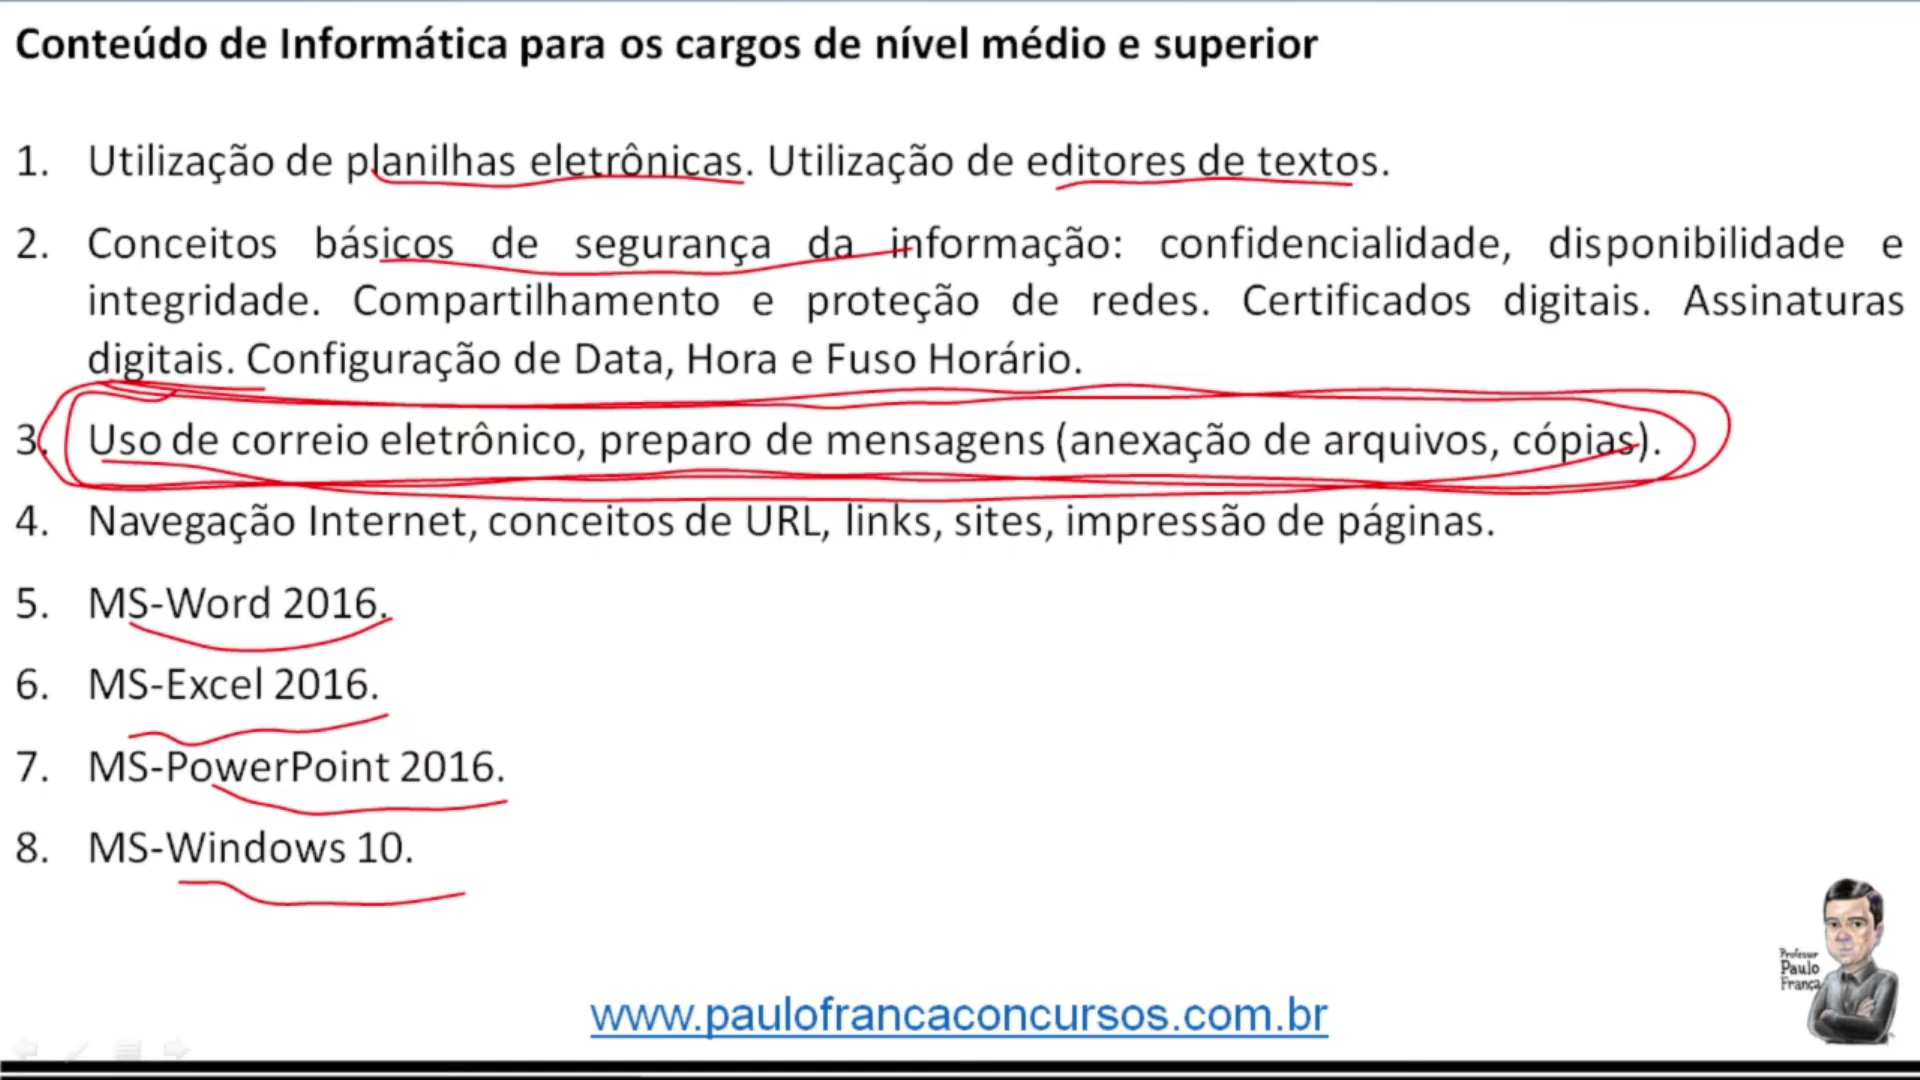 Conteúdo de Informática para os cargos de nível médio e superior
1. Utilização de planilhas eletrônicas. Utilização de editores de textos.
2. Conceitos básicos de segurança da informação: confidencialidade, disponibilidade e
integridade. Compartilhamento e proteção de redes. Certificados digitais. Assinaturas
digitais. Configuração de Data, Hora e Fuso Horário.
3. Uso de correio eletrônico, preparo de mensagens (anexação de arquivos, cópias).
4. Navegação Internet, conceitos de URL, links, sites, impressão de páginas.
5. MS-Word 2016.
6. MS-Excel 2016.
7. MS-PowerPoint 2016.
8. MS-Windows 10.
Professor
Paulo
França
www.paulofrancaconcursos.com.br